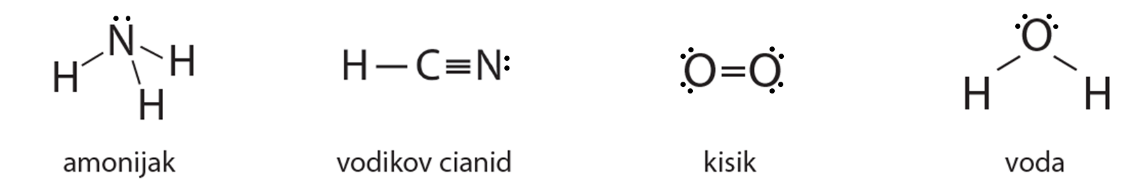 N
H H
H
H — C ≡ N
O = O
O
H H
amonijak
vodikov cianid
kisik
voda